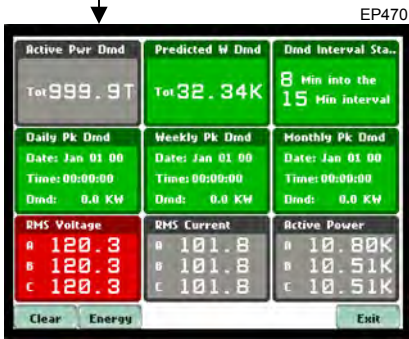 EP470
Active Pwr Dmd
Predicted W Dmd
Dmd Interval Sta..
Tot 999.9T
Tot 32.34K
8 Min into the
15 Min interval
Daily Pk Dmd
Date: Jan 01 00
Time: 00:00:00
Dmd: 0.0 KW
Weekly Pk Dmd
Date: Jan 01 00
Time: 00:00:00
Dmd: 0.0 KW
Monthly Pk Dmd
Date: Jan 01 00
Time: 00:00:00
Dmd: 0.0 KW
RMS Voltage
A 120.3
B 120.3
C 120.3
RMS Current
A 101.8
B 101.8
C 101.8
Active Power
A 10.80K
B 10.51K
C 10.51K
Clear
Energy
Exit